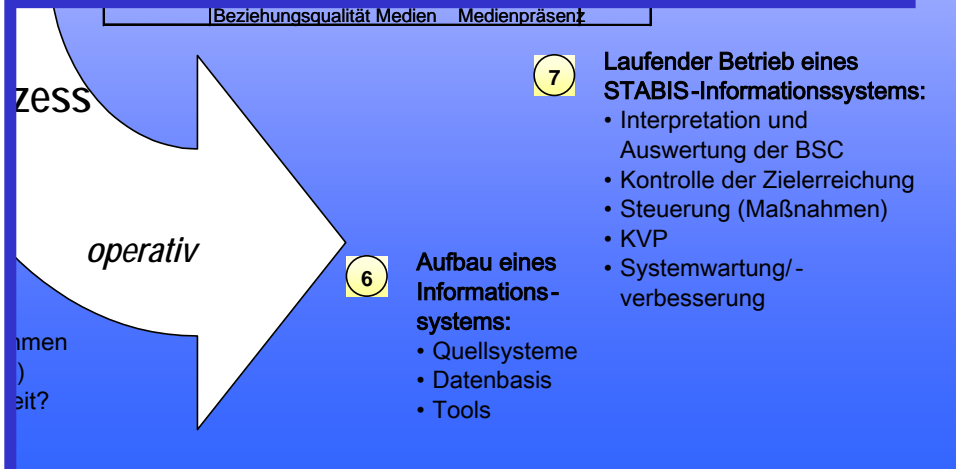 Beziehungsqualität Medien Medienpräsenz
zess
operativ
mmen
)
eit?
6
Aufbau eines
Informations-
systems:
• Quellsysteme
• Datenbasis
• Tools
7
Laufender Betrieb eines
STABIS-Informationssystems:
• Interpretation und
Auswertung der BSC
• Kontrolle der Zielerreichung
• Steuerung (Maßnahmen)
• KVP
• Systemwartung/-
verbesserung